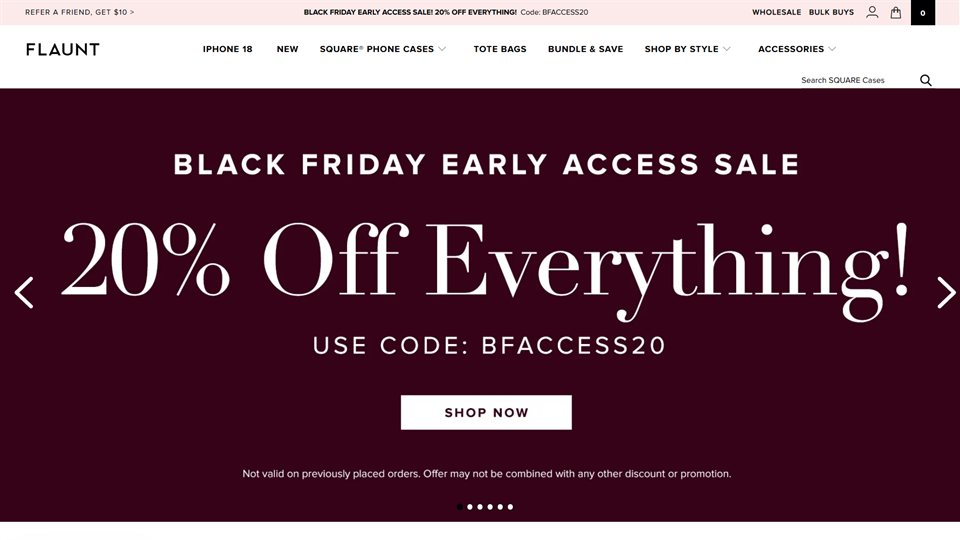 REFER A FRIEND, GET $10 >
BLACK FRIDAY EARLY ACCESS SALE! 20% OFF EVERYTHING! Code: BFACCESS20
WHOLESALE BULK BUYS
0
FLAUNT
IPHONE 18 NEW SQUARE® PHONE CASES TOTE BAGS BUNDLE & SAVE SHOP BY STYLE ACCESSORIES
Search SQUARE Cases
BLACK FRIDAY EARLY ACCESS SALE
20% Off Everything!
USE CODE: BFACCESS20
SHOP NOW
Not valid on previously placed orders. Offer may not be combined with any other discount or promotion.